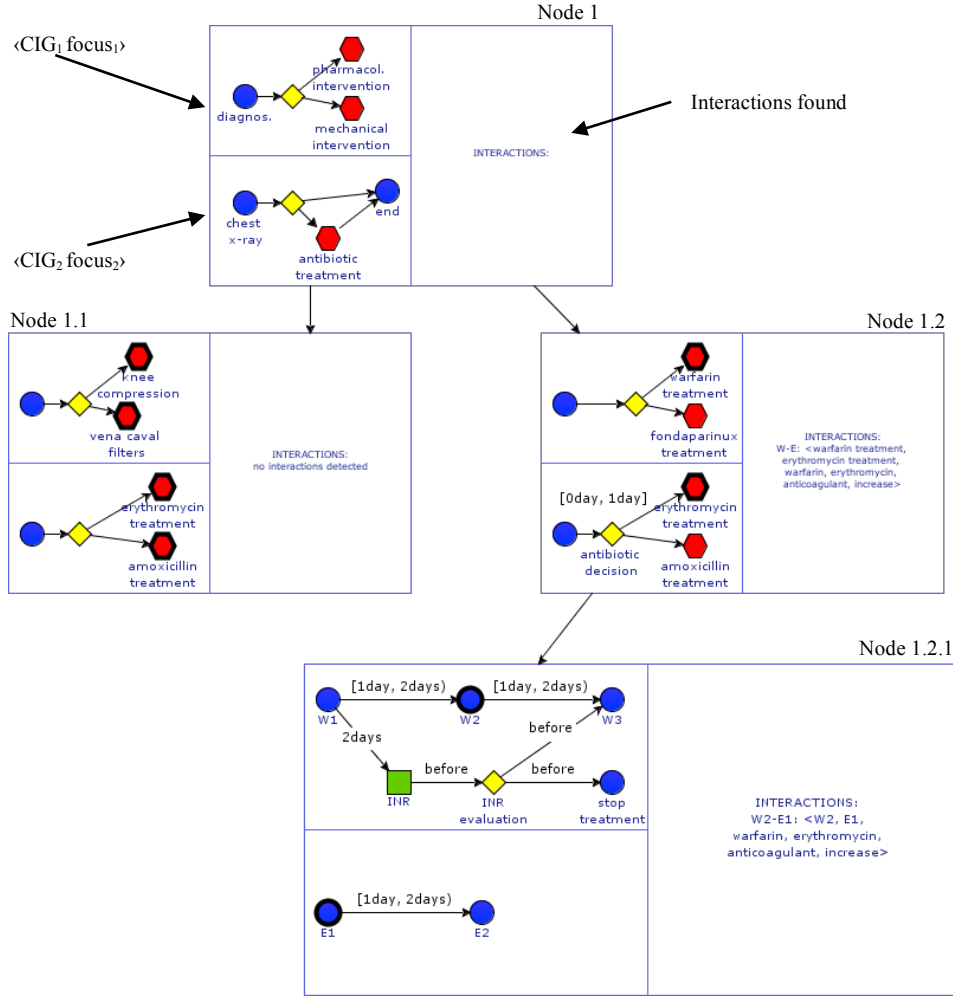 Node 1
‹CIG₁ focus₁›
pharmacol.
intervention
diagnos.
mechanical
intervention
Interactions found
INTERACTIONS:
chest
x-ray
end
antibiotic
treatment
‹CIG₂ focus₂›
Node 1.1
knee
compression
vena caval
filters
INTERACTIONS:
no interactions detected
erythromycin
treatment
amoxicillin
treatment
Node 1.2
warfarin
treatment
fondaparinux
treatment
INTERACTIONS:
W-E: <warfarin treatment,
erythromycin treatment,
warfarin, erythromycin,
anticoagulant, increase>
[0day, 1day]
erythromycin
treatment
antibiotic
decision
amoxicillin
treatment
Node 1.2.1
[1day, 2days)
[1day, 2days)
W1
W2
W3
2days
before
before
before
INR
INR
evaluation
stop
treatment
INTERACTIONS:
W2-E1: <W2, E1,
warfarin, erythromycin,
anticoagulant, increase>
[1day, 2days)
E1
E2